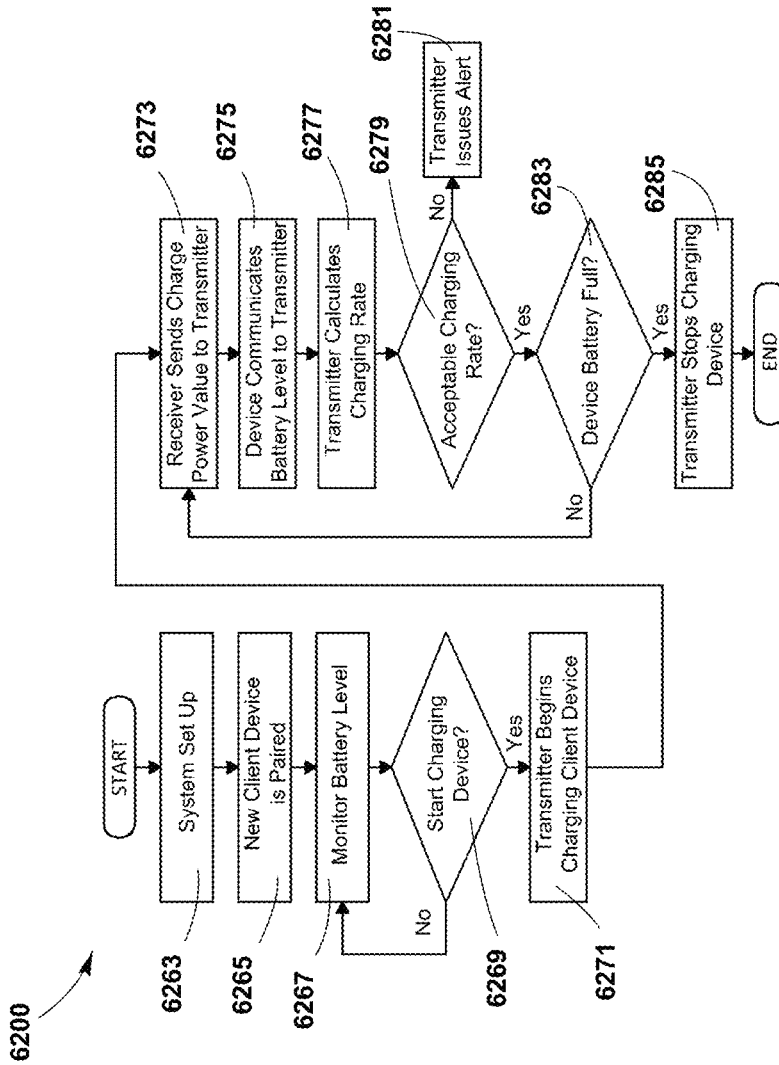 6200
START
System Set Up
6263
New Client Device
is Paired
6265
Monitor Battery Level
6267
Start Charging
Device?
6269
No
Yes
Transmitter Begins
Charging Client Device
6271
Receiver Sends Charge
Power Value to Transmitter
6273
Device Communicates
Battery Level to Transmitter
6275
Transmitter Calculates
Charging Rate
6277
Acceptable Charging
Rate?
6279
No
Transmitter
Issues Alert
6281
Yes
Device Battery Full?
6283
No
Yes
Transmitter Stops Charging
Device
6285
END